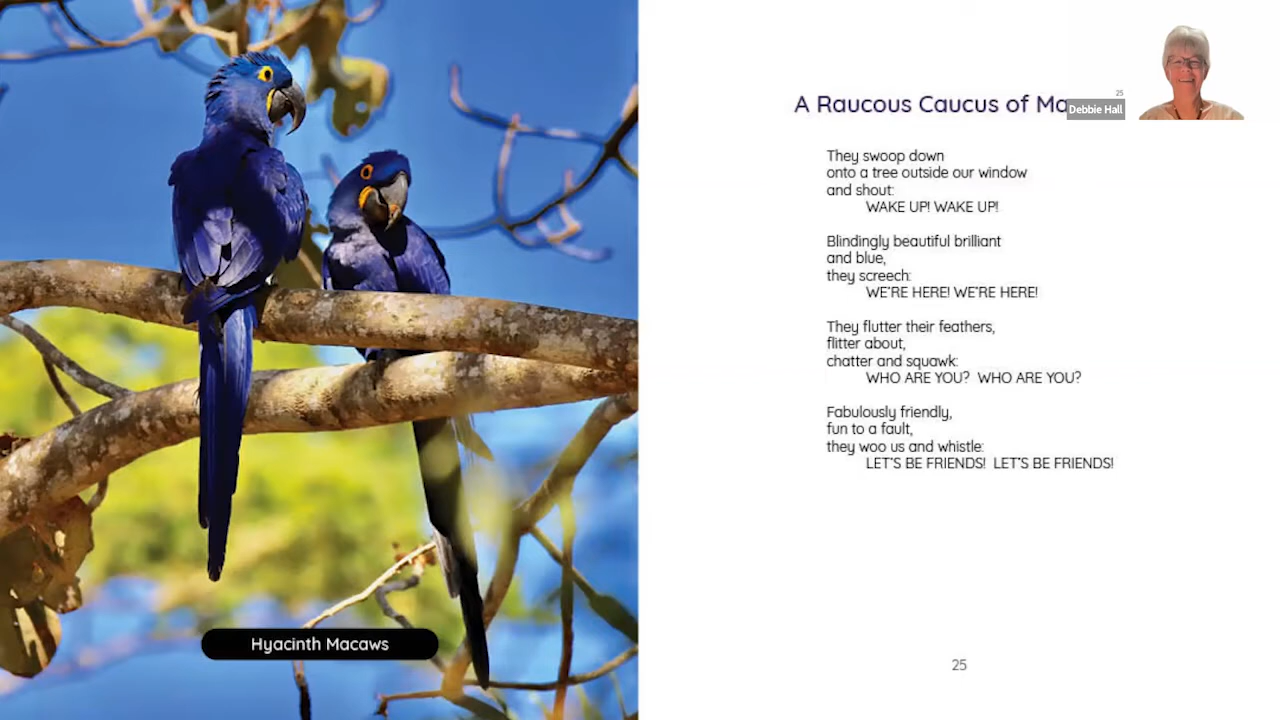 Hyacinth Macaws
25
Debbie Hall
A Raucous Caucus of
They swoop down
onto a tree outside our window
and shout:
WAKE UP! WAKE UP!
Blindingly beautiful brilliant
and blue,
they screech:
WE'RE HERE! WE'RE HERE!
They flutter their feathers,
flitter about,
chatter and squawk:
WHO ARE YOU?  WHO ARE YOU?
Fabulously friendly,
fun to a fault,
they woo us and whistle:
LET'S BE FRIENDS!  LET'S BE FRIENDS!
25